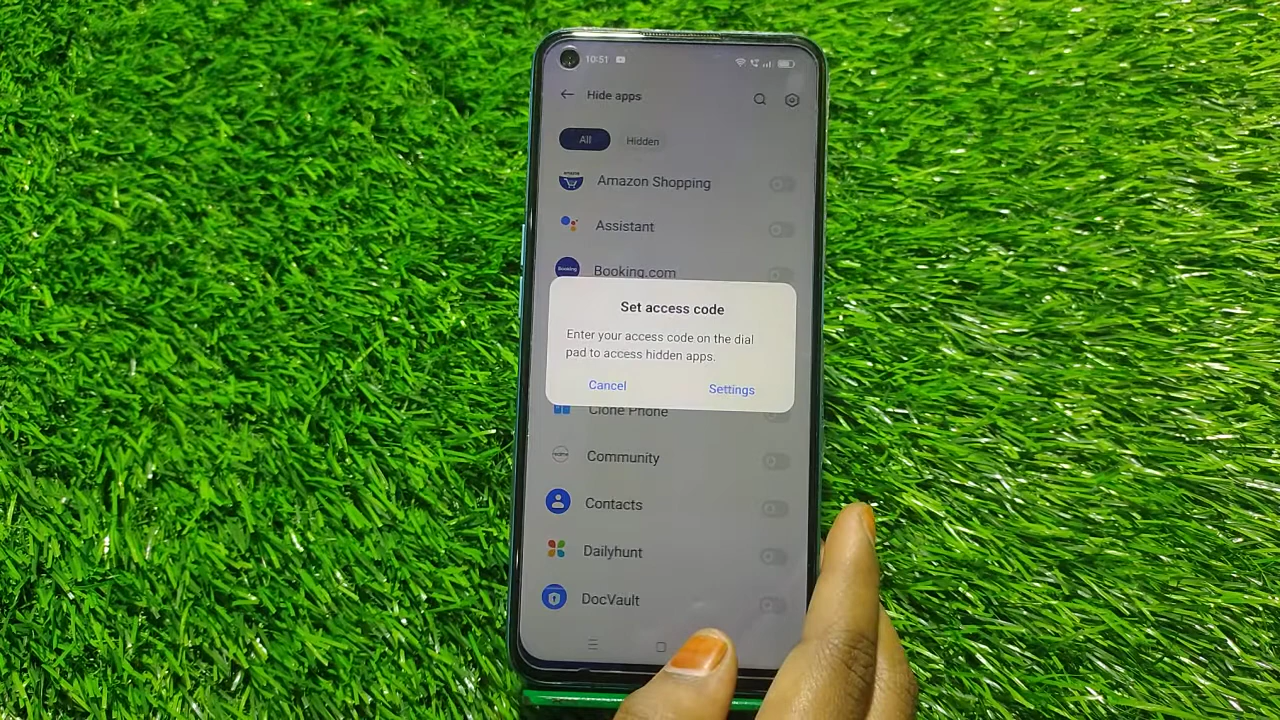 10:51
Hide apps
All
Hidden
Amazon Shopping
Assistant
Booking
Booking.com
Set access code
Enter your access code on the dial
pad to access hidden apps.
Cancel
Settings
Clone Phone
Community
Contacts
Dailyhunt
DocVault